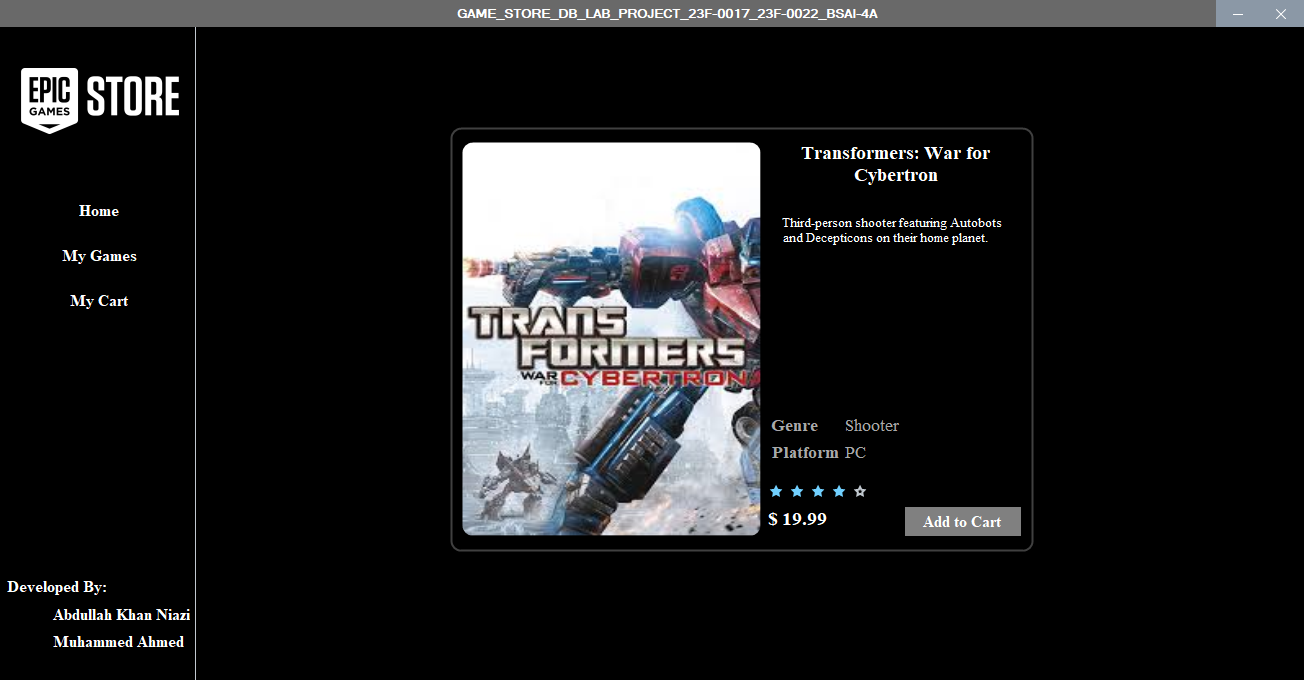 GAME_STORE_DB_LAB_PROJECT_23F-0017_23F-0022_BSAI-4A
EPIC
GAMES
STORE
Home
My Games
My Cart
Developed By:
Abdullah Khan Niazi
Muhammed Ahmed
TRANS
FORMERS
WAR
FOR
CYBERTRON
Transformers: War for
Cybertron
Third-person shooter featuring Autobots
and Decepticons on their home planet.
Genre Shooter
Platform PC
$ 19.99
Add to Cart